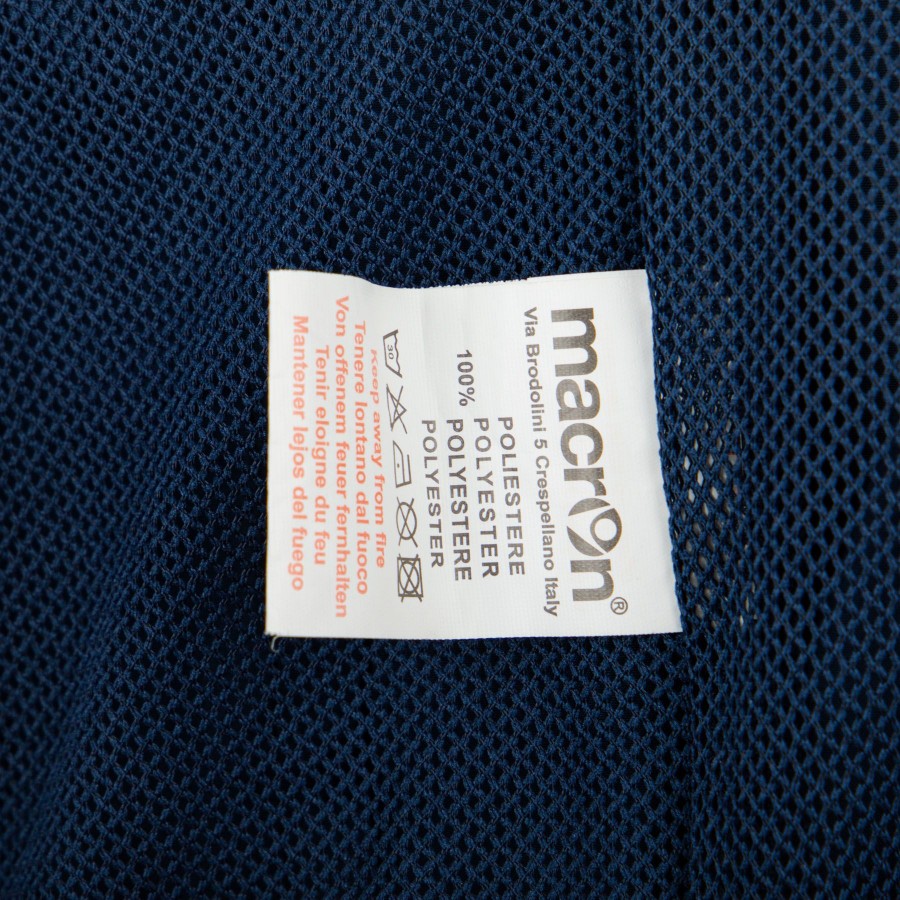 macron®
Via Brodolini 5 Crespellano Italy
POLIESTERE
POLYESTER
100% POLYESTERE
POLYESTER
30
Keep away from fire
Tenere lontano dal fuoco
Von offenem feuer fernhalten
Tenir eloigne du feu
Mantener lejos del fuego